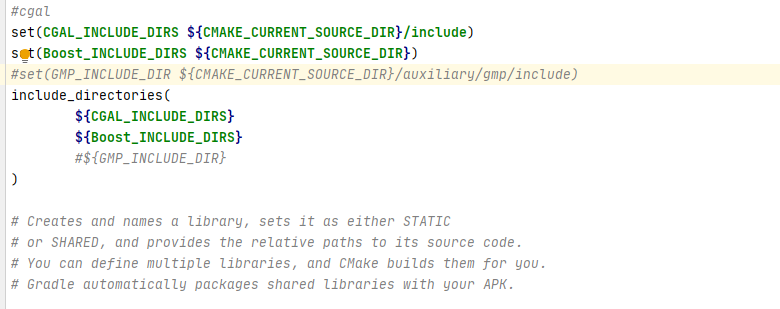 #cgal
set(CGAL_INCLUDE_DIRS ${CMAKE_CURRENT_SOURCE_DIR}/include)
set(Boost_INCLUDE_DIRS ${CMAKE_CURRENT_SOURCE_DIR})
#set(GMP_INCLUDE_DIR ${CMAKE_CURRENT_SOURCE_DIR}/auxiliary/gmp/include)
include_directories(
        ${CGAL_INCLUDE_DIRS}
        ${Boost_INCLUDE_DIRS}
        #${GMP_INCLUDE_DIR}
)
# Creates and names a library, sets it as either STATIC
# or SHARED, and provides the relative paths to its source code.
# You can define multiple libraries, and CMake builds them for you.
# Gradle automatically packages shared libraries with your APK.